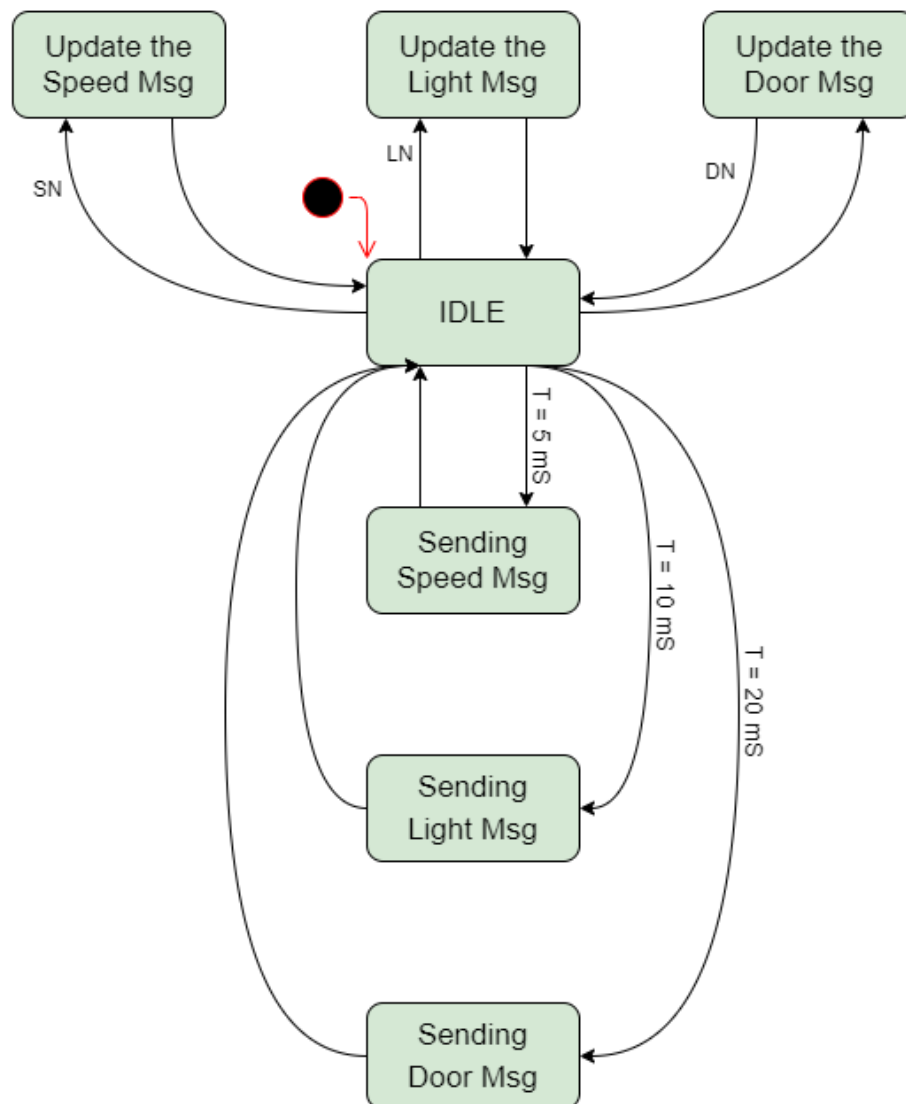 Update the
Speed Msg
Update the
Light Msg
Update the
Door Msg
SN
LN
DN
IDLE
T = 5 mS
Sending
Speed Msg
T = 10 mS
T = 20 mS
Sending
Light Msg
Sending
Door Msg